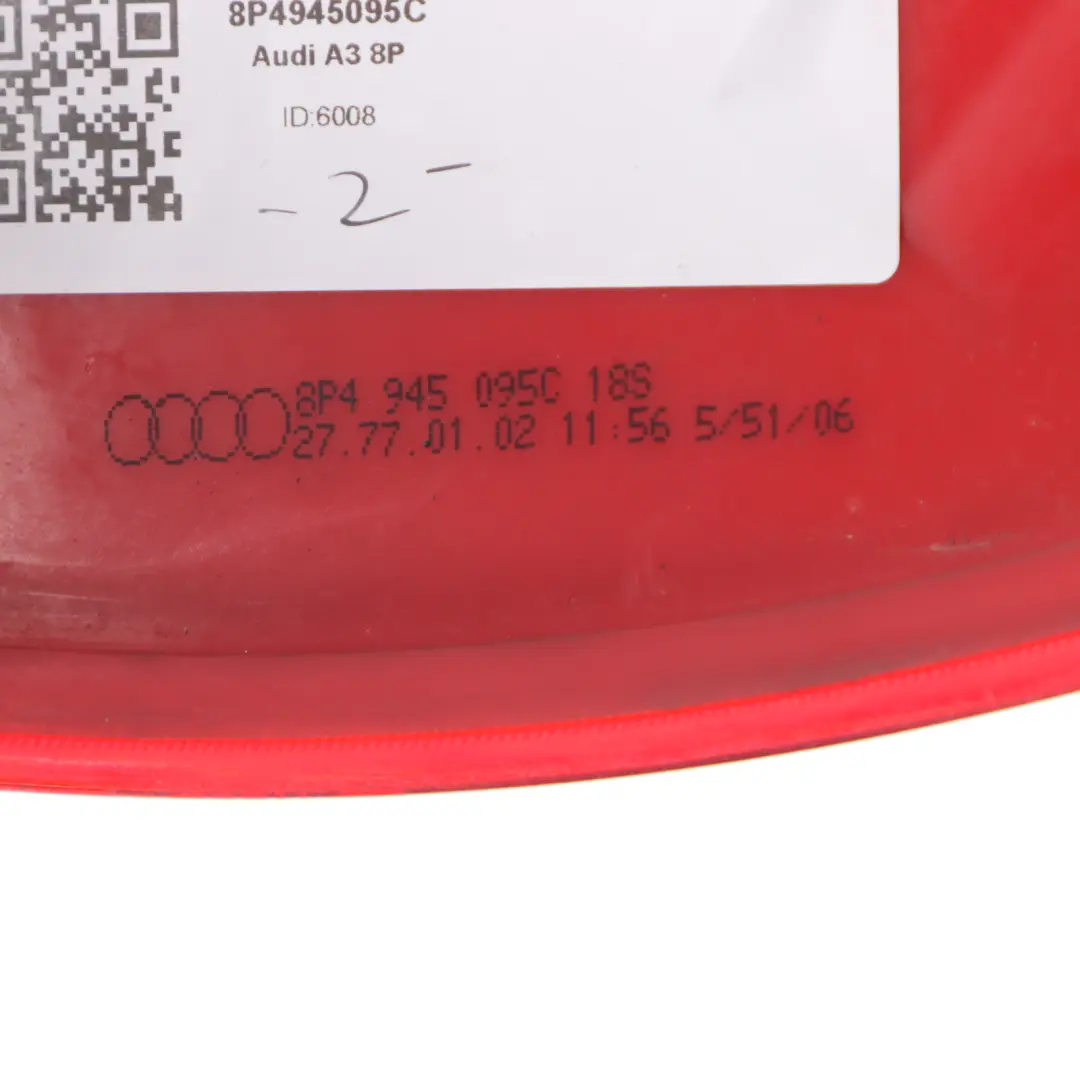 8P4945095C
Audi A3 8P
ID:6008
- 2 -
8P4 945 095C 18S
27.77.01.02 11:56 5/51/06